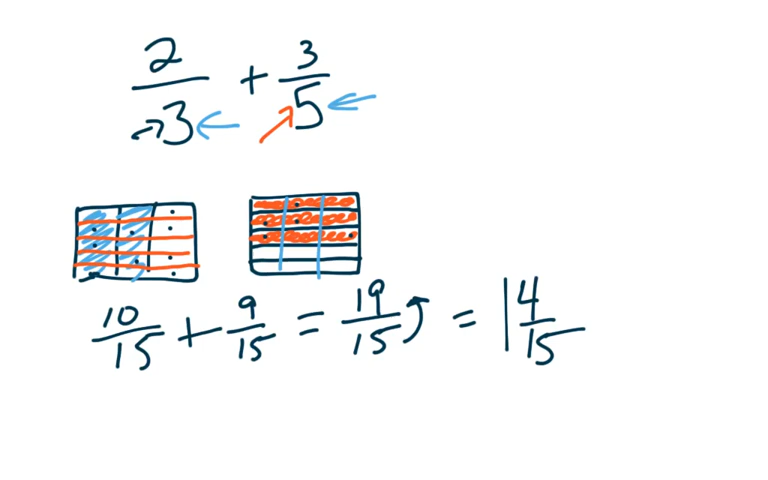 2/3 + 3/5
10/15 + 9/15 = 19/15 = 1 4/15